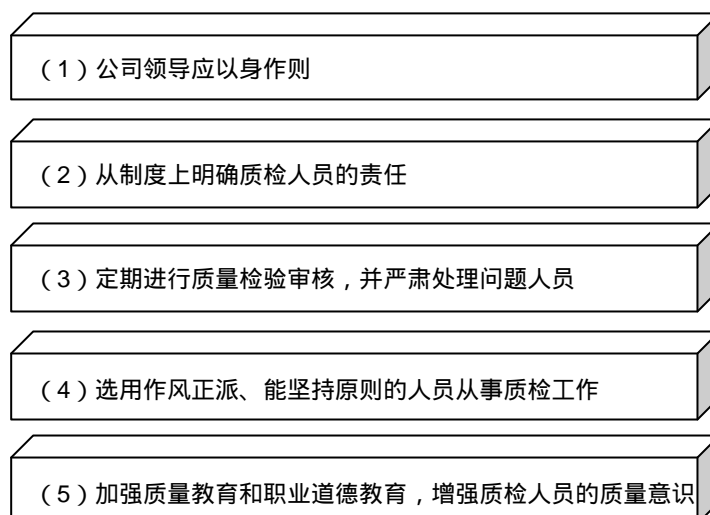 （1）公司领导应以身作则
（2）从制度上明确质检人员的责任
（3）定期进行质量检验审核，并严肃处理问题人员
（4）选用作风正派、能坚持原则的人员从事质检工作
（5）加强质量教育和职业道德教育，增强质检人员的质量意识